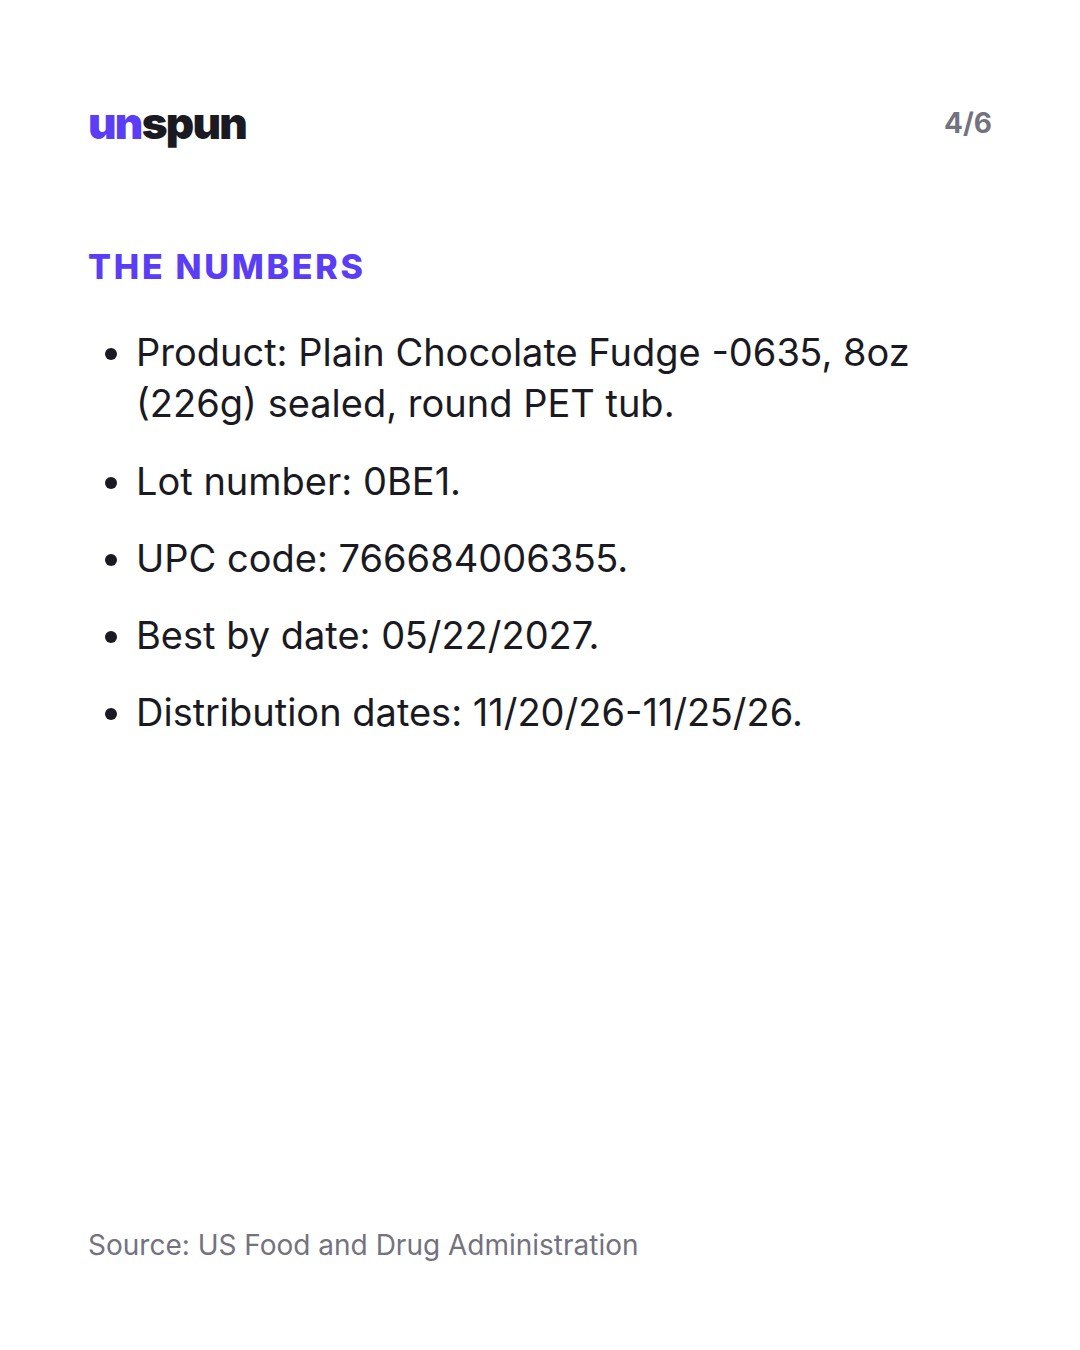 unspun
4/6
THE NUMBERS
• Product: Plain Chocolate Fudge -0635, 8oz
(226g) sealed, round PET tub.
• Lot number: 0BE1.
• UPC code: 766684006355.
• Best by date: 05/22/2027.
• Distribution dates: 11/20/26-11/25/26.
Source: US Food and Drug Administration